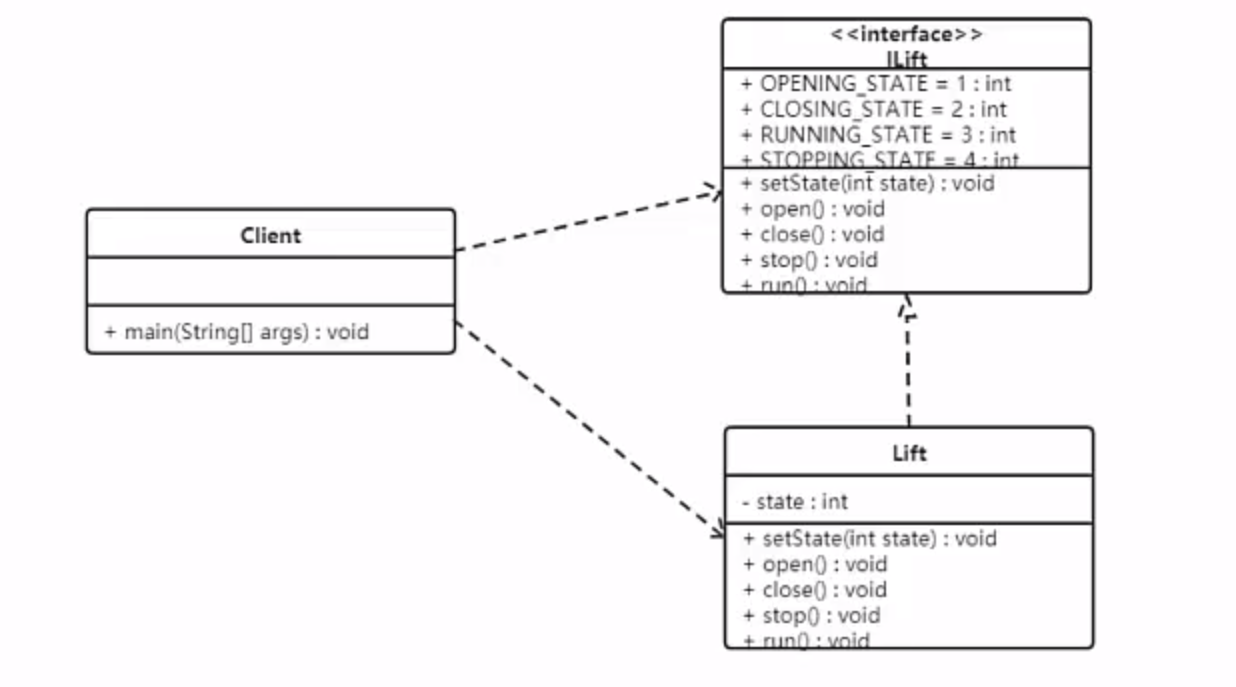 <<interface>>
ILift
+ OPENING_STATE = 1 : int
+ CLOSING_STATE = 2 : int
+ RUNNING_STATE = 3 : int
+ STOPPING_STATE = 4 : int
+ setState(int state) : void
+ open() : void
+ close() : void
+ stop() : void
+ run() : void
Client
+ main(String[] args) : void
Lift
- state : int
+ setState(int state) : void
+ open() : void
+ close() : void
+ stop() : void
+ run() : void